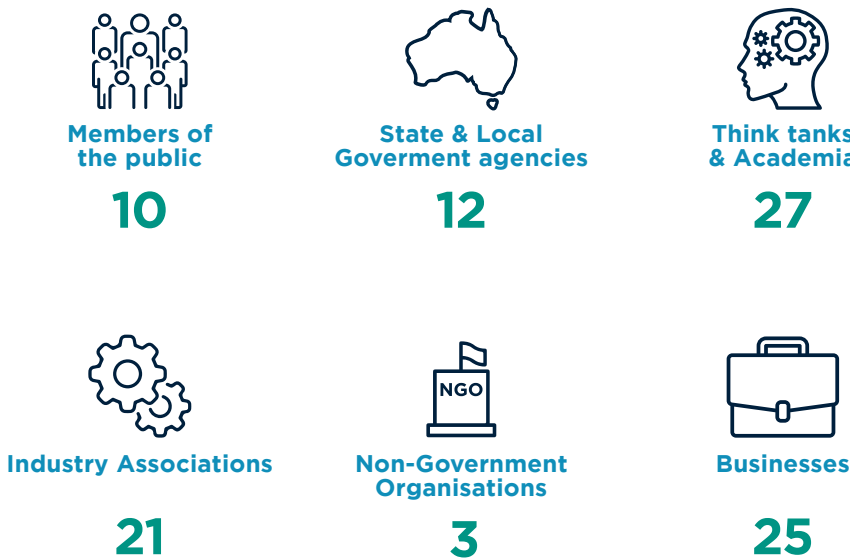 Members of
the public
10
State & Local
Goverment agencies
12
Think tanks
& Academia
27
Industry Associations
21
NGO
Non-Government
Organisations
3
Businesses
25